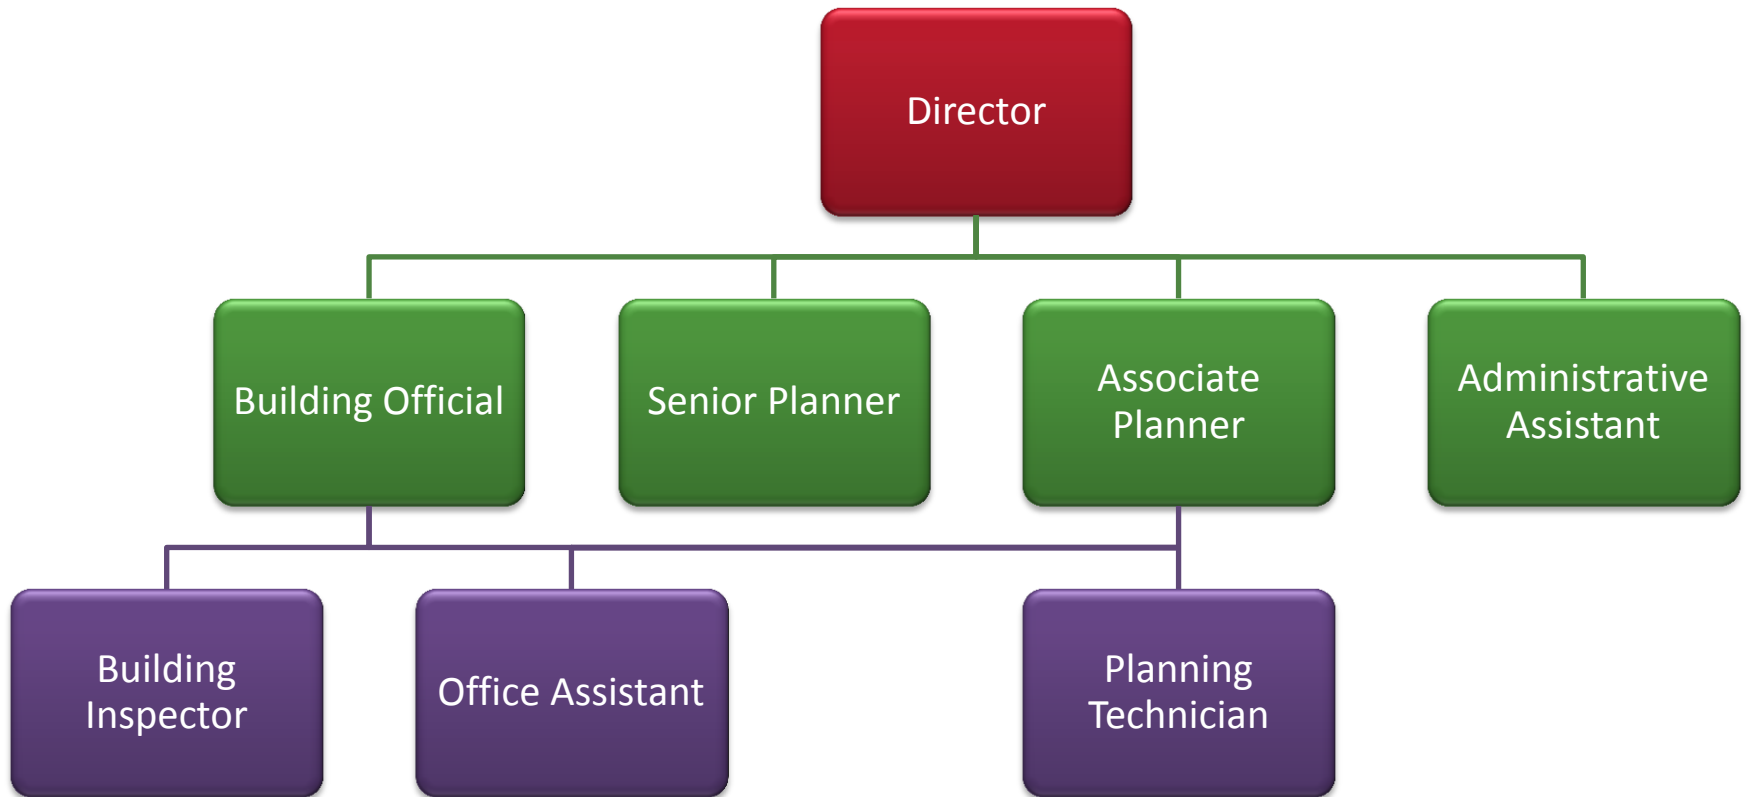 Director
Building Official
Senior Planner
Associate
Planner
Administrative
Assistant
Building
Inspector
Office Assistant
Planning
Technician